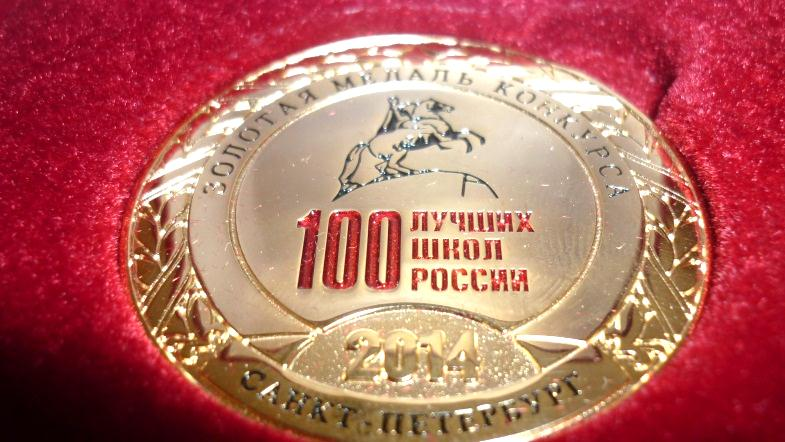 ЗОЛОТАЯ МЕДАЛЬ КОНКУРСА
100 ЛУЧШИХ
ШКОЛ
РОССИИ
2014
САНКТ-ПЕТЕРБУРГ